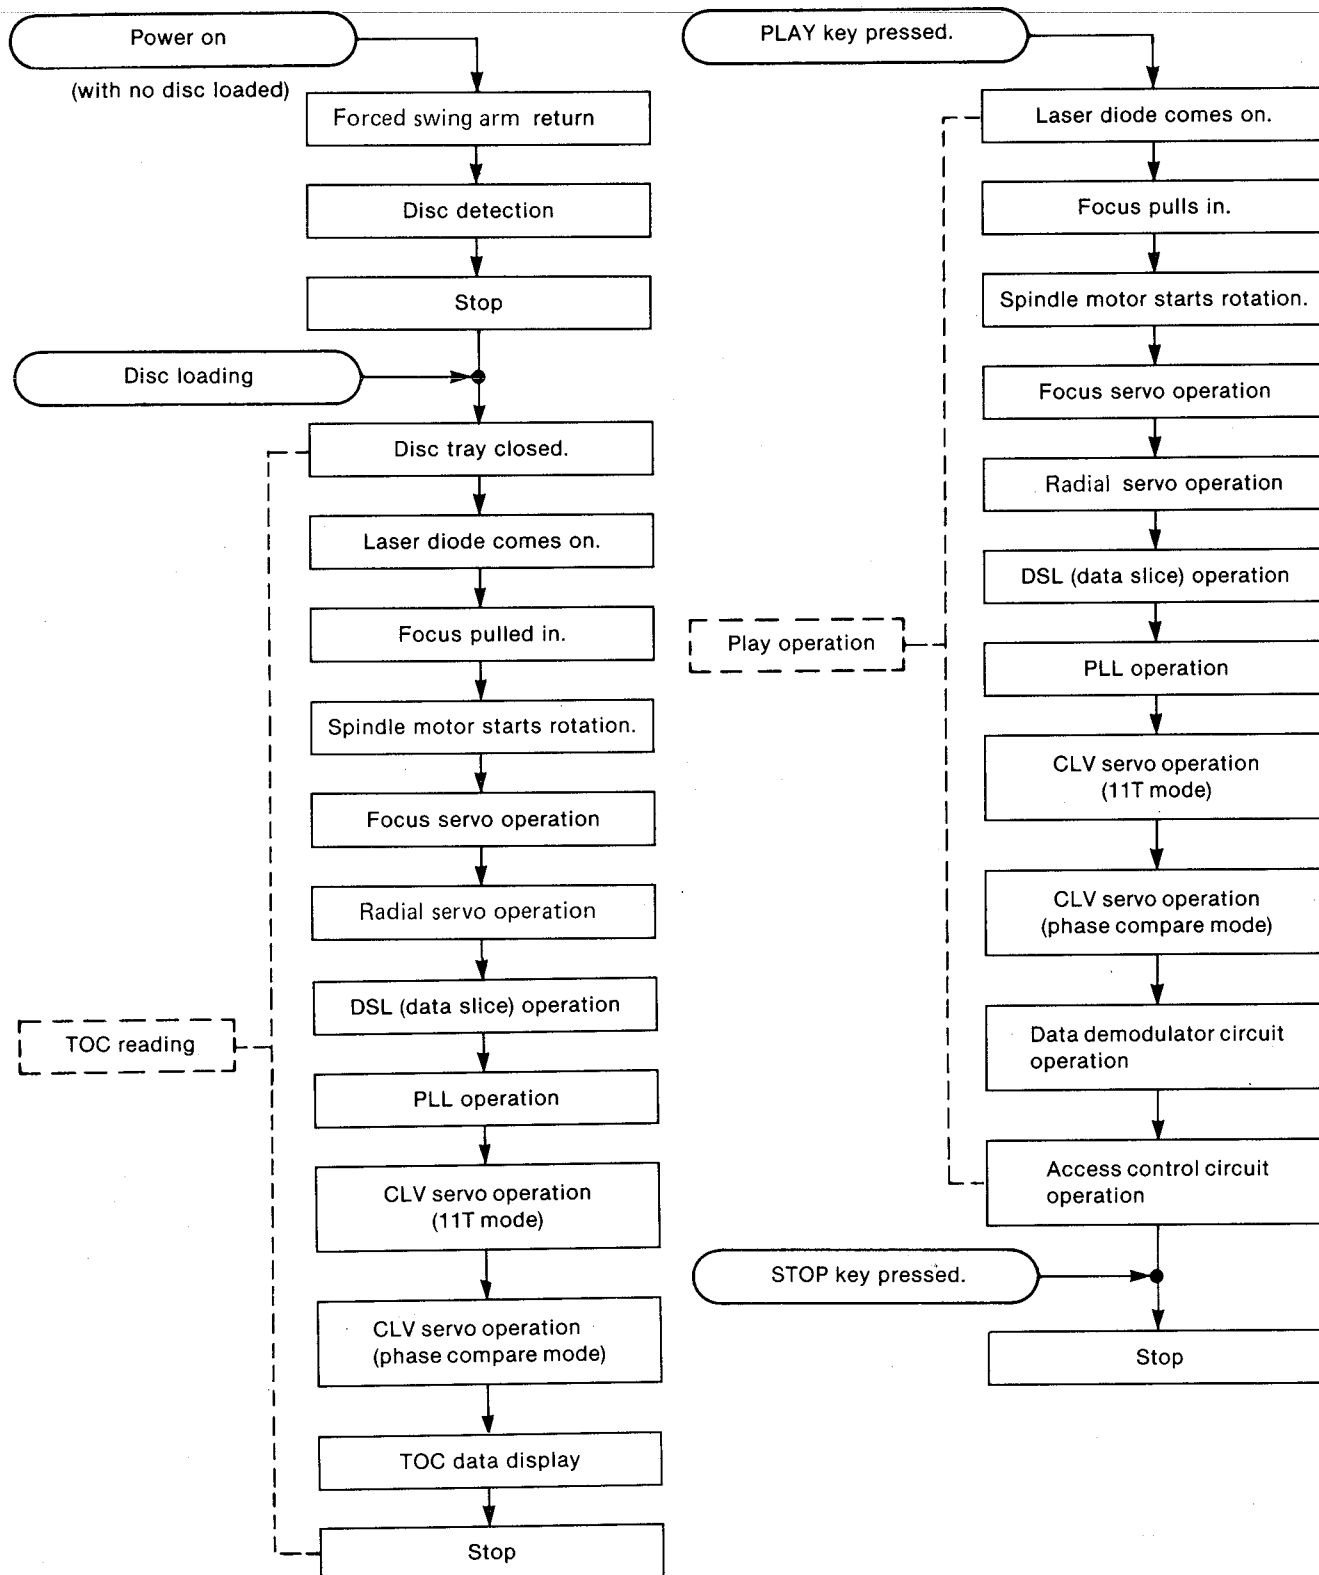 Power on
(with no disc loaded)
Forced swing arm return
Disc detection
Stop
Disc loading
Disc tray closed.
Laser diode comes on.
Focus pulled in.
Spindle motor starts rotation.
Focus servo operation
Radial servo operation
DSL (data slice) operation
TOC reading
PLL operation
CLV servo operation
(11T mode)
CLV servo operation
(phase compare mode)
TOC data display
Stop
PLAY key pressed.
Laser diode comes on.
Focus pulls in.
Spindle motor starts rotation.
Focus servo operation
Radial servo operation
DSL (data slice) operation
Play operation
PLL operation
CLV servo operation
(11T mode)
CLV servo operation
(phase compare mode)
Data demodulator circuit
operation
Access control circuit
operation
STOP key pressed.
Stop